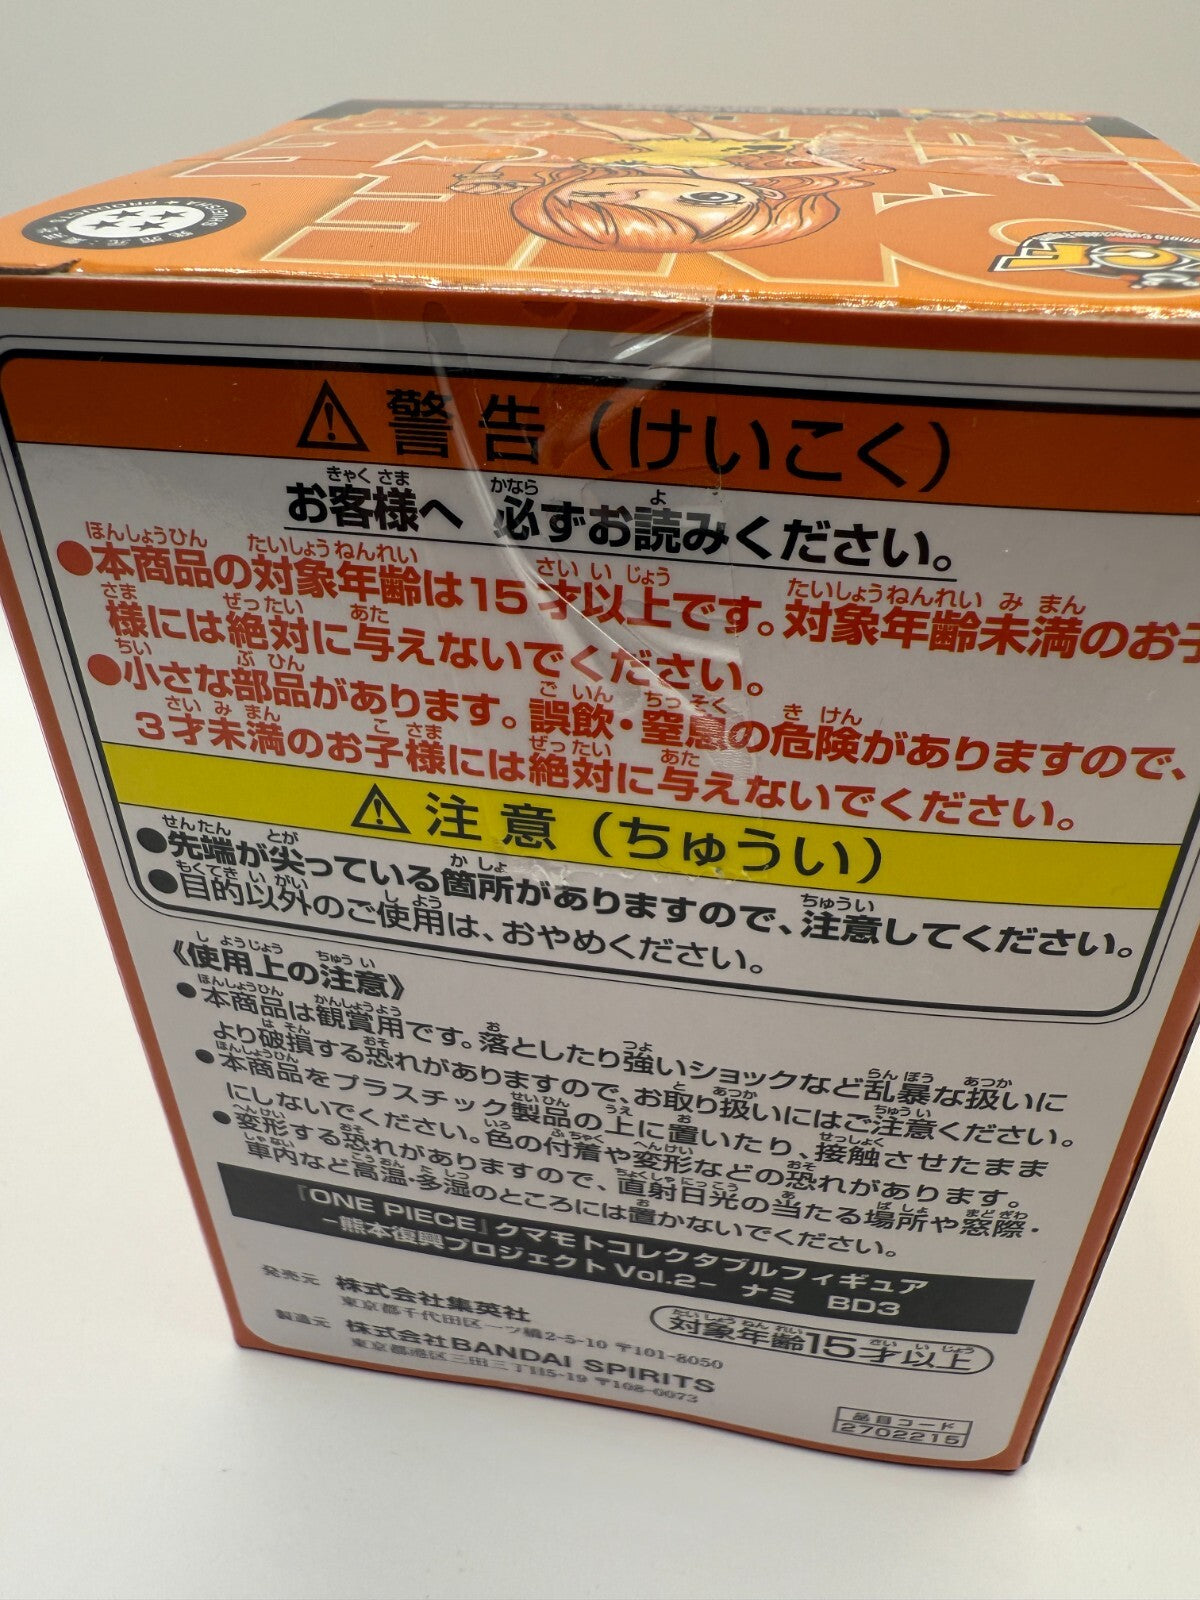 ⚠警告（けいこく）
お客様へ 必ずお読みください。
●本商品の対象年齢は15才以上です。対象年齢未満のお子
様には絶対に与えないでください。
●小さな部品があります。誤飲・窒息の危険がありますので、
3才未満のお子様には絶対に与えないでください。
⚠注意（ちゅうい）
●先端が尖っている箇所がありますので、注意してください。
●目的以外のご使用は、おやめください。
《使用上の注意》
●本商品は観賞用です。落としたり強いショックなど乱暴な扱いに
より破損する恐れがありますので、お取り扱いにはご注意ください。
●本商品をプラスチック製品の上に置いたり、接触させたまま
にしないでください。色の付着や変形などの恐れがあります。
●変形する恐れがありますので、直射日光の当たる場所や窓際・
車内など高温・多湿のところには置かないでください。
『ONE PIECE』クマモトコレクタブルフィギュア
-熊本復興プロジェクトVol.2- ナミ BD3
発売元 株式会社集英社
東京都千代田区一ツ橋2-5-10 〒101-8050
製造元 株式会社BANDAI SPIRITS
東京都港区三田三丁目5-19 〒108-0073
対象年齢15才以上
品目コード
2702215